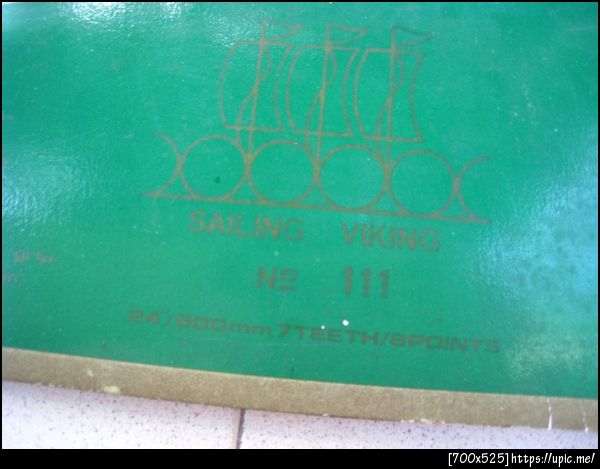 SAILING VIKING
Nº 111
24/600mm 7TEETH/8POINTS
[700x525]https://upic.me/